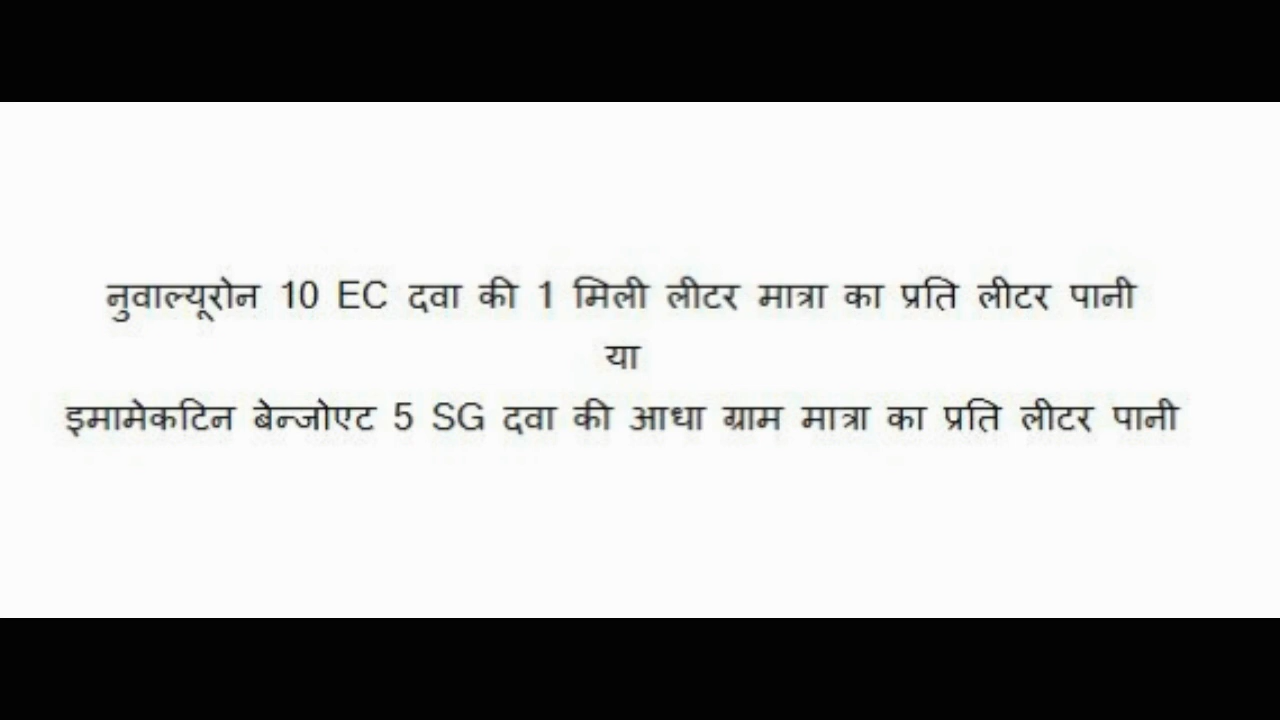 नुवाल्यूरोन 10 EC दवा की 1 मिली लीटर मात्रा का प्रति लीटर पानी
या
इमामेकटिन बेन्जोएट 5 SG दवा की आधा ग्राम मात्रा का प्रति लीटर पानी